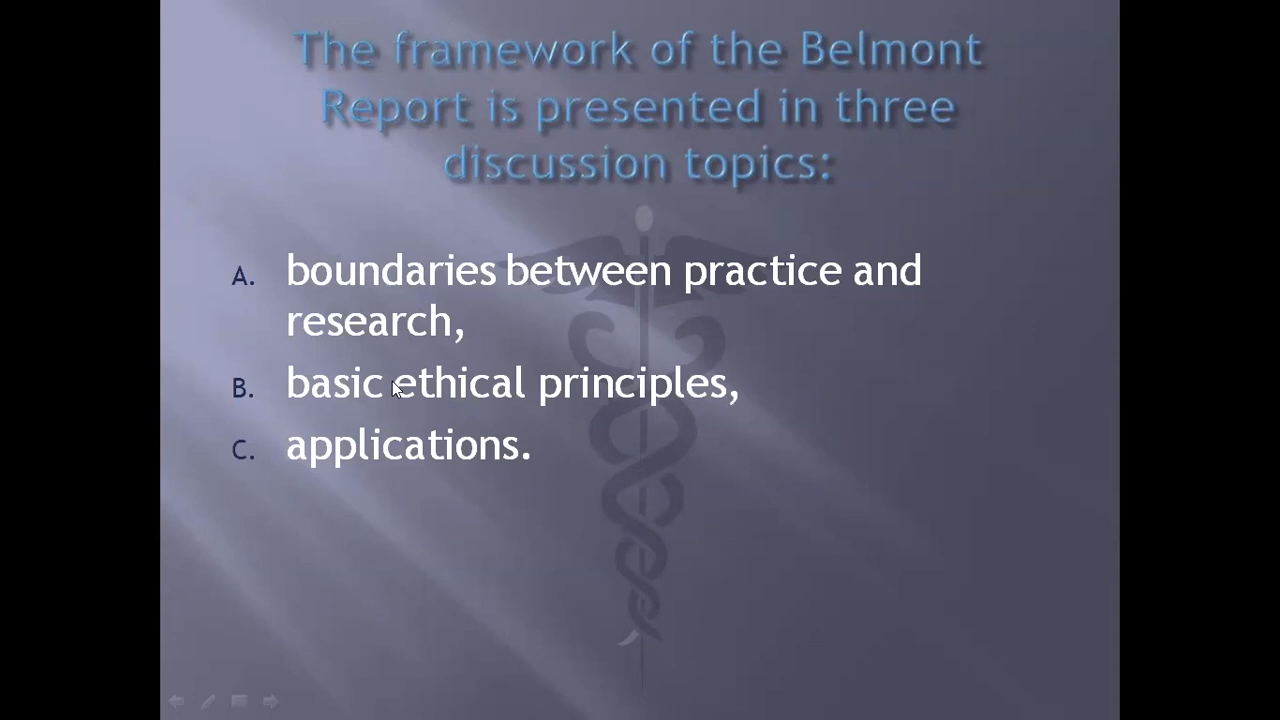 The framework of the Belmont
Report is presented in three
discussion topics:
A. boundaries between practice and
research,
B. basic ethical principles,
C. applications.